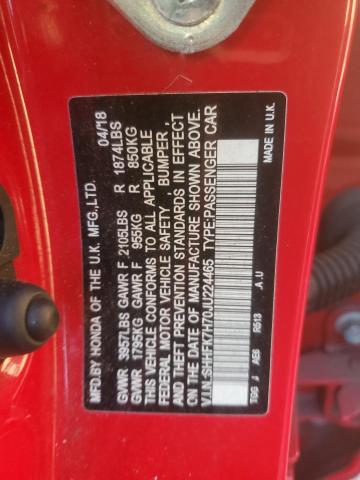 MFD.BY HONDA OF THE U.K. MFG.,LTD. 04/18
GVWR 3957LBS GAWR F 2105LBS R 1874LBS
GVWR 1795KG GAWR F 955KG R 850KG
THIS VEHICLE CONFORMS TO ALL APPLICABLE
FEDERAL MOTOR VEHICLE SAFETY, BUMPER,
AND THEFT PREVENTION STANDARDS IN EFFECT
ON THE DATE OF MANUFACTURE SHOWN ABOVE.
V.I.N.:SHHFK7H70JU224465 TYPE:PASSENGER CAR
R513 .A.U MADE IN U.K.